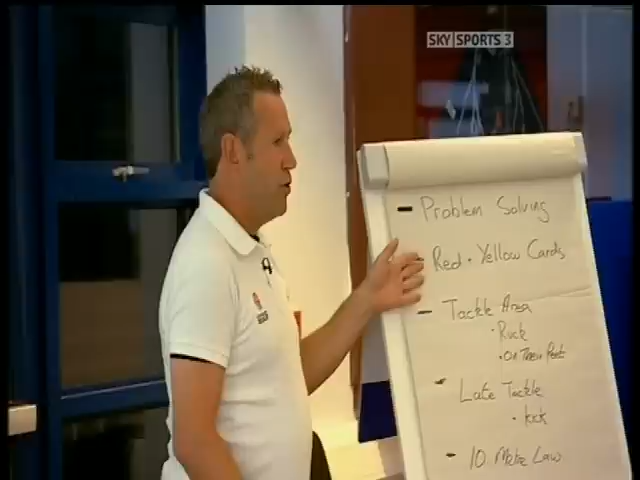 SKY SPORTS 3
- Problem Solving
- Red · Yellow Cards
- Tackle Area
· Ruck
· On Their Feet
- Late Tackle
· kick
- 10 Metre Law